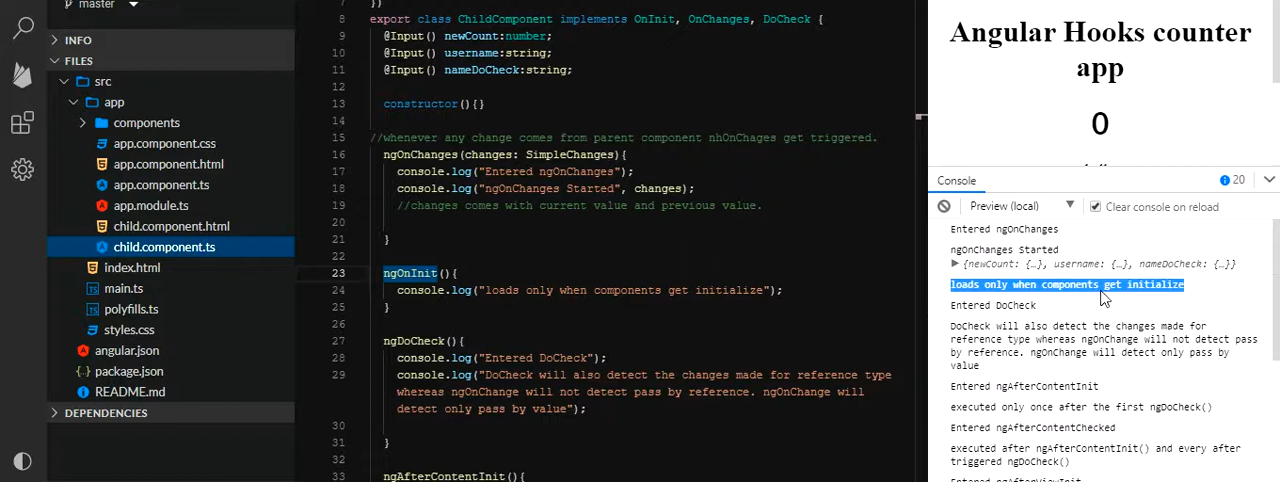 master
INFO
FILES
src
app
components
app.component.css
app.component.html
app.component.ts
app.module.ts
child.component.html
child.component.ts
index.html
main.ts
polyfills.ts
styles.css
angular.json
package.json
README.md
DEPENDENCIES
7 })
8 export class ChildComponent implements OnInit, OnChanges, DoCheck {
9 @Input() newCount:number;
10 @Input() username:string;
11 @Input() nameDoCheck:string;
12
13 constructor(){}
14
15 //whenever any change comes from parent component nhOnChages get triggered.
16 ngOnChanges(changes: SimpleChanges){
17 console.log("Entered ngOnChanges");
18 console.log("ngOnChanges Started", changes);
19 //changes comes with current value and previous value.
20
21 }
22
23 ngOnInit(){
24 console.log("loads only when components get initialize");
25 }
26
27 ngDoCheck(){
28 console.log("Entered DoCheck");
29 console.log("DoCheck will also detect the changes made for reference type
whereas ngOnChange will not detect pass by reference. ngOnChange will
detect only pass by value");
30
31 }
32
33 ngAfterContentInit(){
Angular Hooks counter
app
0
Console
20
Preview (local)
Clear console on reload
Entered ngOnChanges
ngOnChanges Started
{newCount: {…}, username: {…}, nameDoCheck: {…}}
loads only when components get initialize
Entered DoCheck
DoCheck will also detect the changes made for
reference type whereas ngOnChange will not detect pass
by reference. ngOnChange will detect only pass by
value
Entered ngAfterContentInit
executed only once after the first ngDoCheck()
Entered ngAfterContentChecked
executed after ngAfterContentInit() and every after
triggered ngDoCheck()
Entered ngAfterViewInit